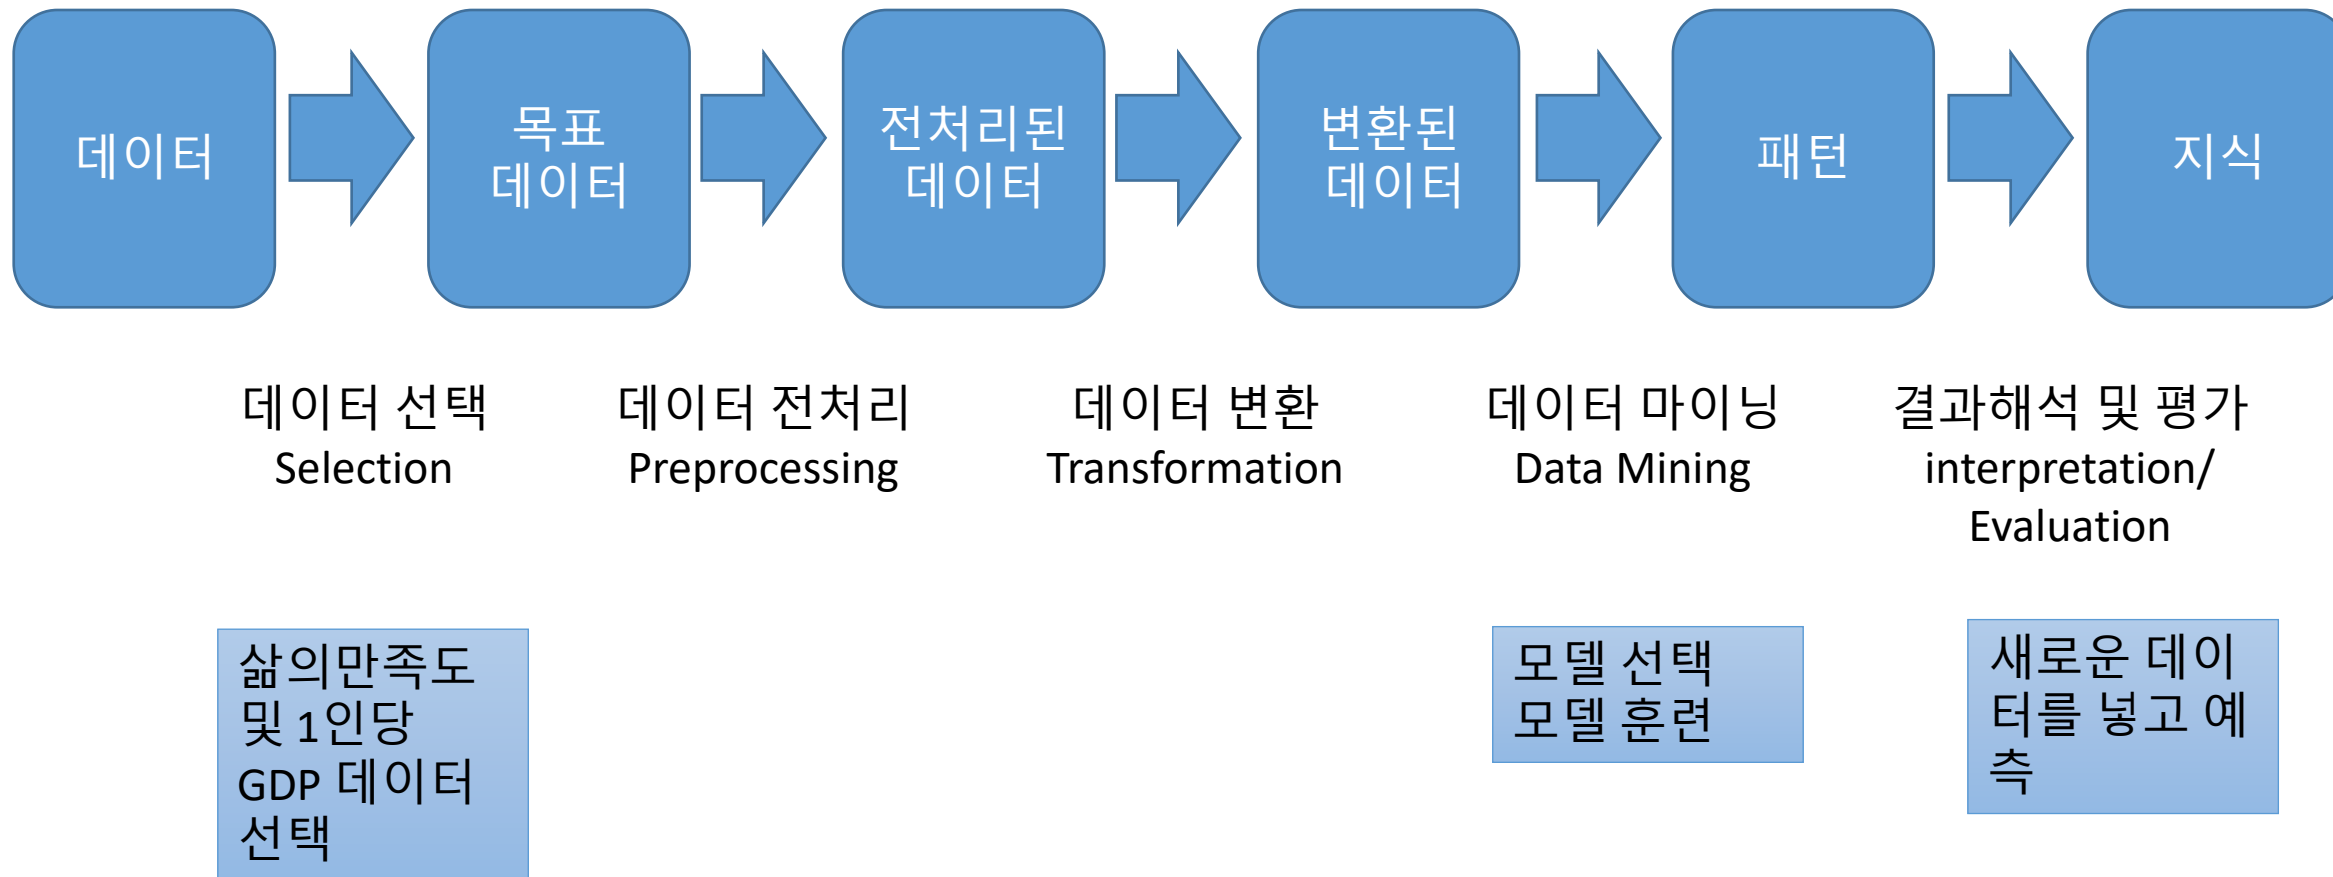 데이터
목표
데이터
전처리된
데이터
변환된
데이터
패턴
지식
데이터 선택
Selection
데이터 전처리
Preprocessing
데이터 변환
Transformation
데이터 마이닝
Data Mining
결과해석 및 평가
interpretation/
Evaluation
삶의만족도
및 1인당
GDP 데이터
선택
모델 선택
모델 훈련
새로운 데이
터를 넣고 예
측